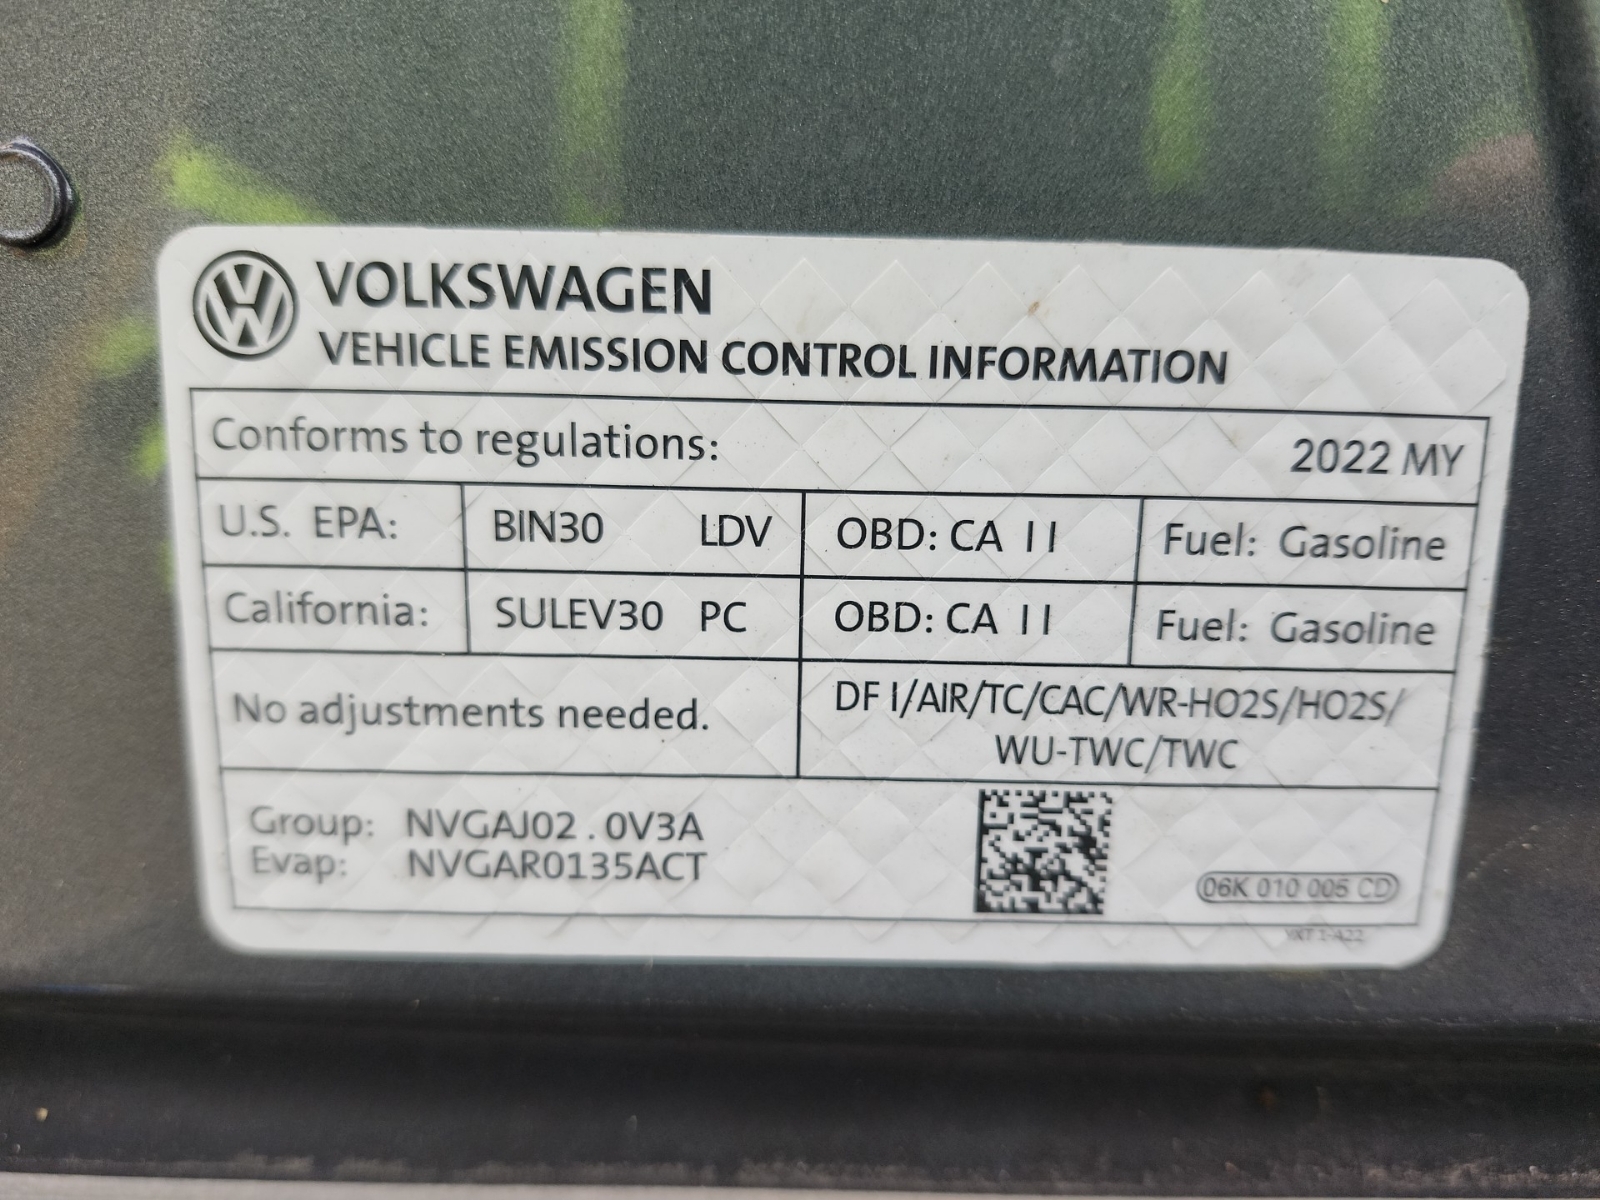 VOLKSWAGEN
VEHICLE EMISSION CONTROL INFORMATION
Conforms to regulations: 2022 MY
U.S. EPA: BIN30 LDV OBD: CA II Fuel: Gasoline
California: SULEV30 PC OBD: CA II Fuel: Gasoline
No adjustments needed.
DFI/AIR/TC/CAC/WR-HO2S/HO2S/
WU-TWC/TWC
Group: NVGAJ02.0V3A
Evap: NVGAR0135ACT
06K 010 005 CD